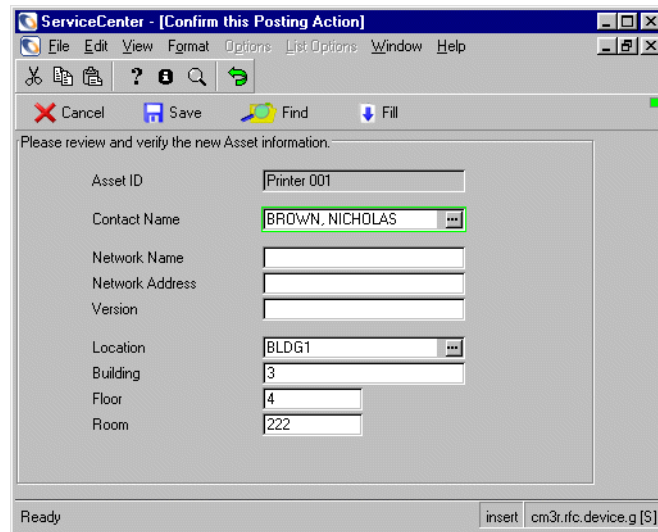 ServiceCenter - [Confirm this Posting Action]
File Edit View Format Options List Options Window Help
Cancel Save Find Fill
Please review and verify the new Asset information.
Asset ID Printer 001
Contact Name BROWN, NICHOLAS
Network Name
Network Address
Version
Location BLDG1
Building 3
Floor 4
Room 222
Ready insert cm3r.rfc.device.g [S]